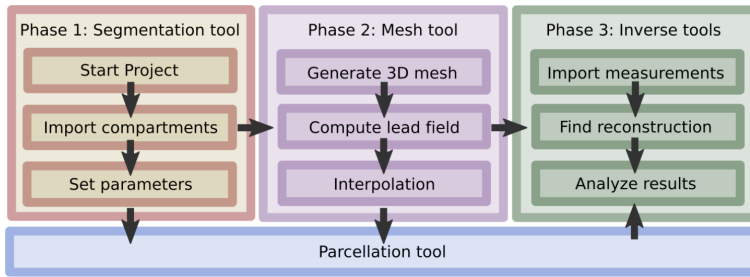 Phase 1: Segmentation tool
Start Project
Import compartments
Set parameters
Phase 2: Mesh tool
Generate 3D mesh
Compute lead field
Interpolation
Phase 3: Inverse tools
Import measurements
Find reconstruction
Analyze results
Parcellation tool